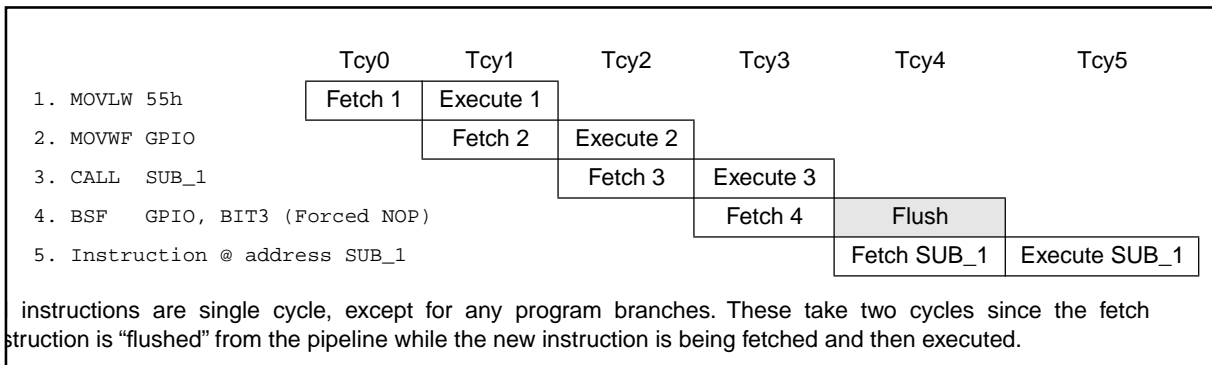 Tcy0 Tcy1 Tcy2 Tcy3 Tcy4 Tcy5
1. MOVLW 55h Fetch 1 Execute 1
2. MOVWF GPIO Fetch 2 Execute 2
3. CALL SUB_1 Fetch 3 Execute 3
4. BSF GPIO, BIT3 (Forced NOP) Fetch 4 Flush
5. Instruction @ address SUB_1 Fetch SUB_1 Execute SUB_1
instructions are single cycle, except for any program branches. These take two cycles since the fetch
struction is “flushed” from the pipeline while the new instruction is being fetched and then executed.